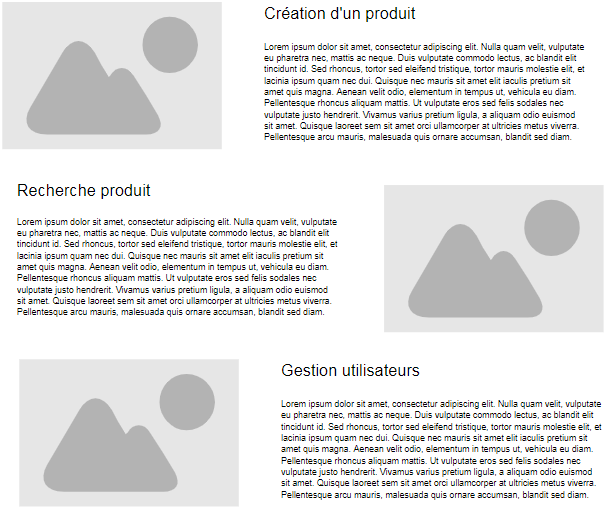 Création d'un produit
Lorem ipsum dolor sit amet, consectetur adipiscing elit. Nulla quam velit, vulputate
eu pharetra nec, mattis ac neque. Duis vulputate commodo lectus, ac blandit elit
tincidunt id. Sed rhoncus, tortor sed eleifend tristique, tortor mauris molestie elit, et
lacinia ipsum quam nec dui. Quisque nec mauris sit amet elit iaculis pretium sit
amet quis magna. Aenean velit odio, elementum in tempus ut, vehicula eu diam.
Pellentesque rhoncus aliquam mattis. Ut vulputate eros sed felis sodales nec
vulputate justo hendrerit. Vivamus varius pretium ligula, a aliquam odio euismod
sit amet. Quisque laoreet sem sit amet orci ullamcorper at ultricies metus viverra.
Pellentesque arcu mauris, malesuada quis ornare accumsan, blandit sed diam.
Recherche produit
Lorem ipsum dolor sit amet, consectetur adipiscing elit. Nulla quam velit, vulputate
eu pharetra nec, mattis ac neque. Duis vulputate commodo lectus, ac blandit elit
tincidunt id. Sed rhoncus, tortor sed eleifend tristique, tortor mauris molestie elit, et
lacinia ipsum quam nec dui. Quisque nec mauris sit amet elit iaculis pretium sit
amet quis magna. Aenean velit odio, elementum in tempus ut, vehicula eu diam.
Pellentesque rhoncus aliquam mattis. Ut vulputate eros sed felis sodales nec
vulputate justo hendrerit. Vivamus varius pretium ligula, a aliquam odio euismod
sit amet. Quisque laoreet sem sit amet orci ullamcorper at ultricies metus viverra.
Pellentesque arcu mauris, malesuada quis ornare accumsan, blandit sed diam.
Gestion utilisateurs
Lorem ipsum dolor sit amet, consectetur adipiscing elit. Nulla quam velit, vulputate
eu pharetra nec, mattis ac neque. Duis vulputate commodo lectus, ac blandit elit
tincidunt id. Sed rhoncus, tortor sed eleifend tristique, tortor mauris molestie elit, et
lacinia ipsum quam nec dui. Quisque nec mauris sit amet elit iaculis pretium sit
amet quis magna. Aenean velit odio, elementum in tempus ut, vehicula eu diam.
Pellentesque rhoncus aliquam mattis. Ut vulputate eros sed felis sodales nec
vulputate justo hendrerit. Vivamus varius pretium ligula, a aliquam odio euismod
sit amet. Quisque laoreet sem sit amet orci ullamcorper at ultricies metus viverra.
Pellentesque arcu mauris, malesuada quis ornare accumsan, blandit sed diam.